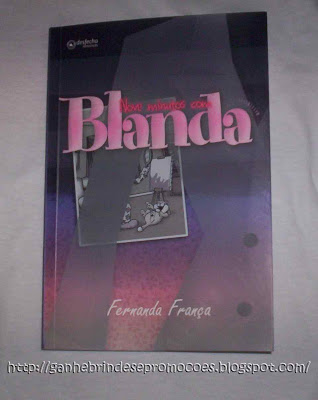 Nove minutos com
Blanda
Fernanda França
http://ganhebrindesepromocoes.blogspot.com/